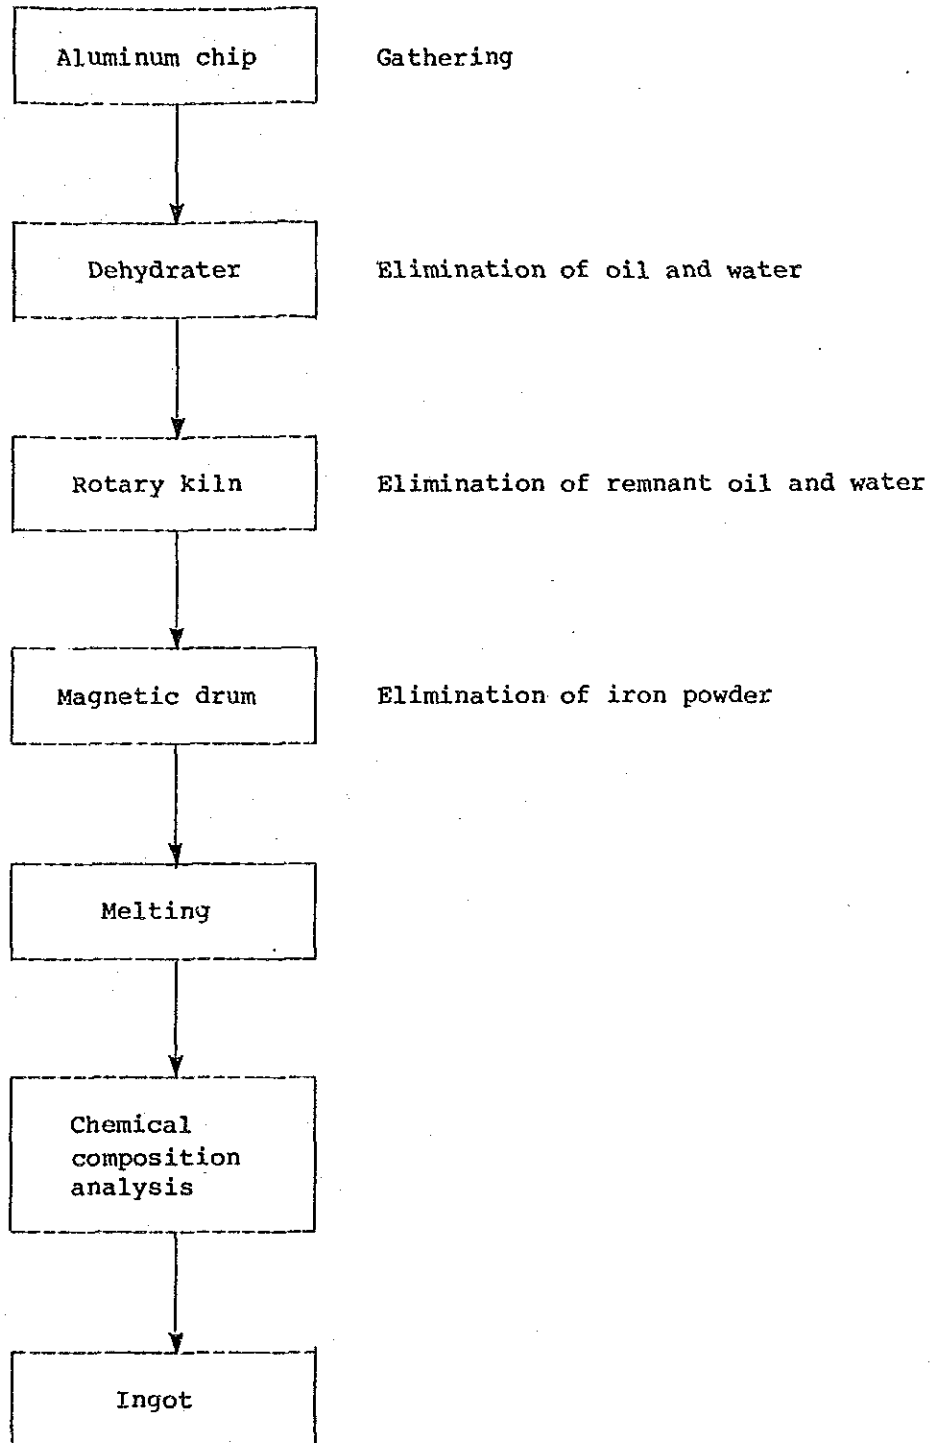 Aluminum chip Gathering
Dehydrater Elimination of oil and water
Rotary kiln Elimination of remnant oil and water
Magnetic drum Elimination of iron powder
Melting
Chemical
composition
analysis
Ingot